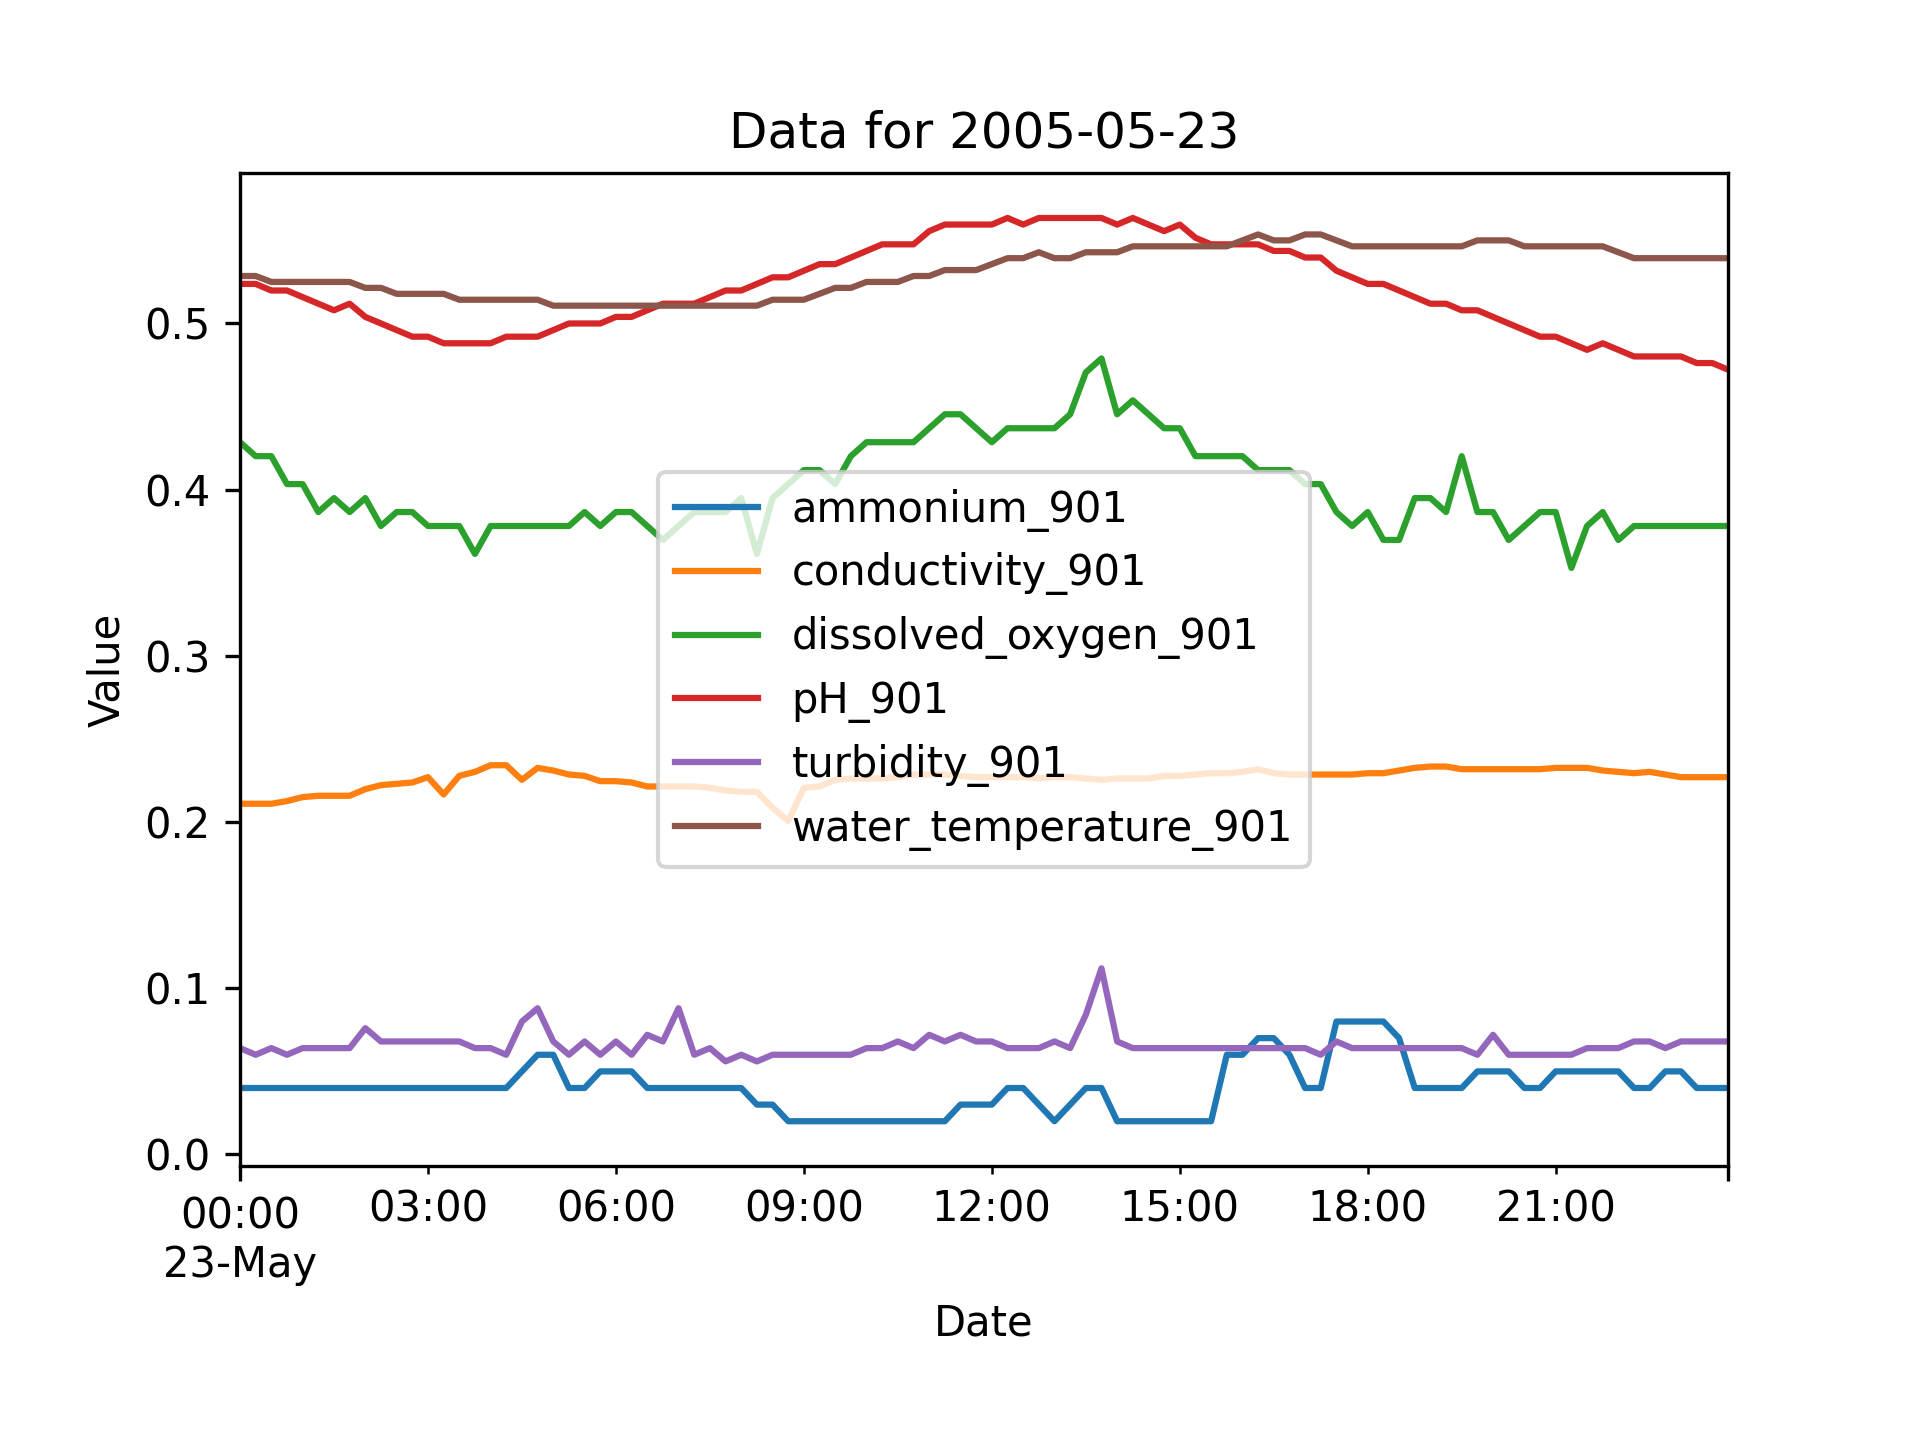 Data for 2005-05-23
Value
0.5
0.4
0.3
0.2
0.1
0.0
ammonium_901
conductivity_901
dissolved_oxygen_901
pH_901
turbidity_901
water_temperature_901
00:00 03:00 06:00 09:00 12:00 15:00 18:00 21:00
23-May
Date